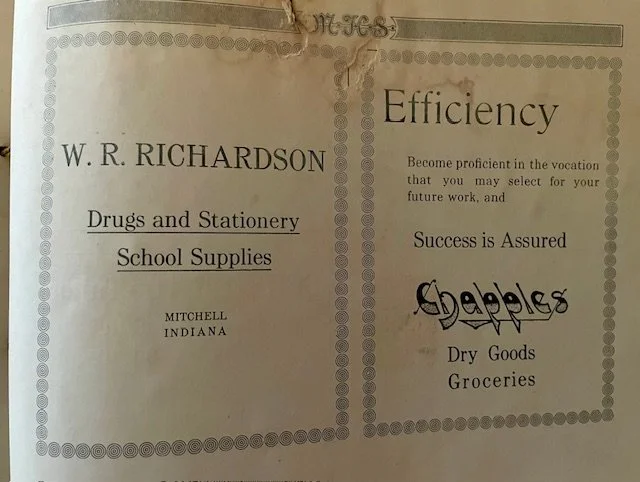 M·H·S·
W. R. RICHARDSON
Drugs and Stationery
School Supplies
MITCHELL
INDIANA
Efficiency
Become proficient in the vocation
that you may select for your
future work, and
Success is Assured
Chapples
Dry Goods
Groceries